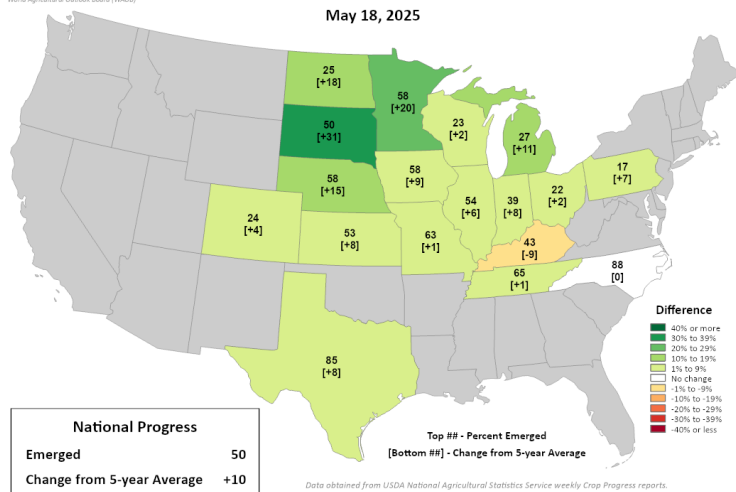 World Agricultural Outlook Board (WAOB)
May 18, 2025
25
[+18]
58
[+20]
50
[+31]
23
[+2]
27
[+11]
58
[+15]
58
[+9]
17
[+7]
24
[+4]
53
[+8]
63
[+1]
54
[+6]
39
[+8]
22
[+2]
43
[-9]
65
[+1]
88
[0]
85
[+8]
Difference
40% or more
30% to 39%
20% to 29%
10% to 19%
1% to 9%
No change
-1% to -9%
-10% to -19%
-20% to -29%
-30% to -39%
-40% or less
National Progress
Emerged 50
Change from 5-year Average +10
Top ## - Percent Emerged
[Bottom ##] - Change from 5-year Average
Data obtained from USDA National Agricultural Statistics Service weekly Crop Progress reports.